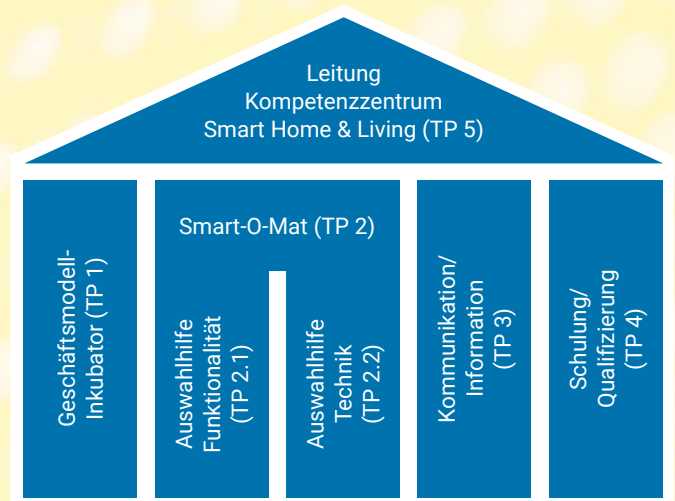 Leitung
Kompetenzzentrum
Smart Home & Living (TP 5)
Geschäftsmodell-
Inkubator (TP 1)
Smart-O-Mat (TP 2)
Auswahlhilfe
Funktionalität
(TP 2.1)
Auswahlhilfe
Technik
(TP 2.2)
Kommunikation/
Information
(TP 3)
Schulung/
Qualifizierung
(TP 4)